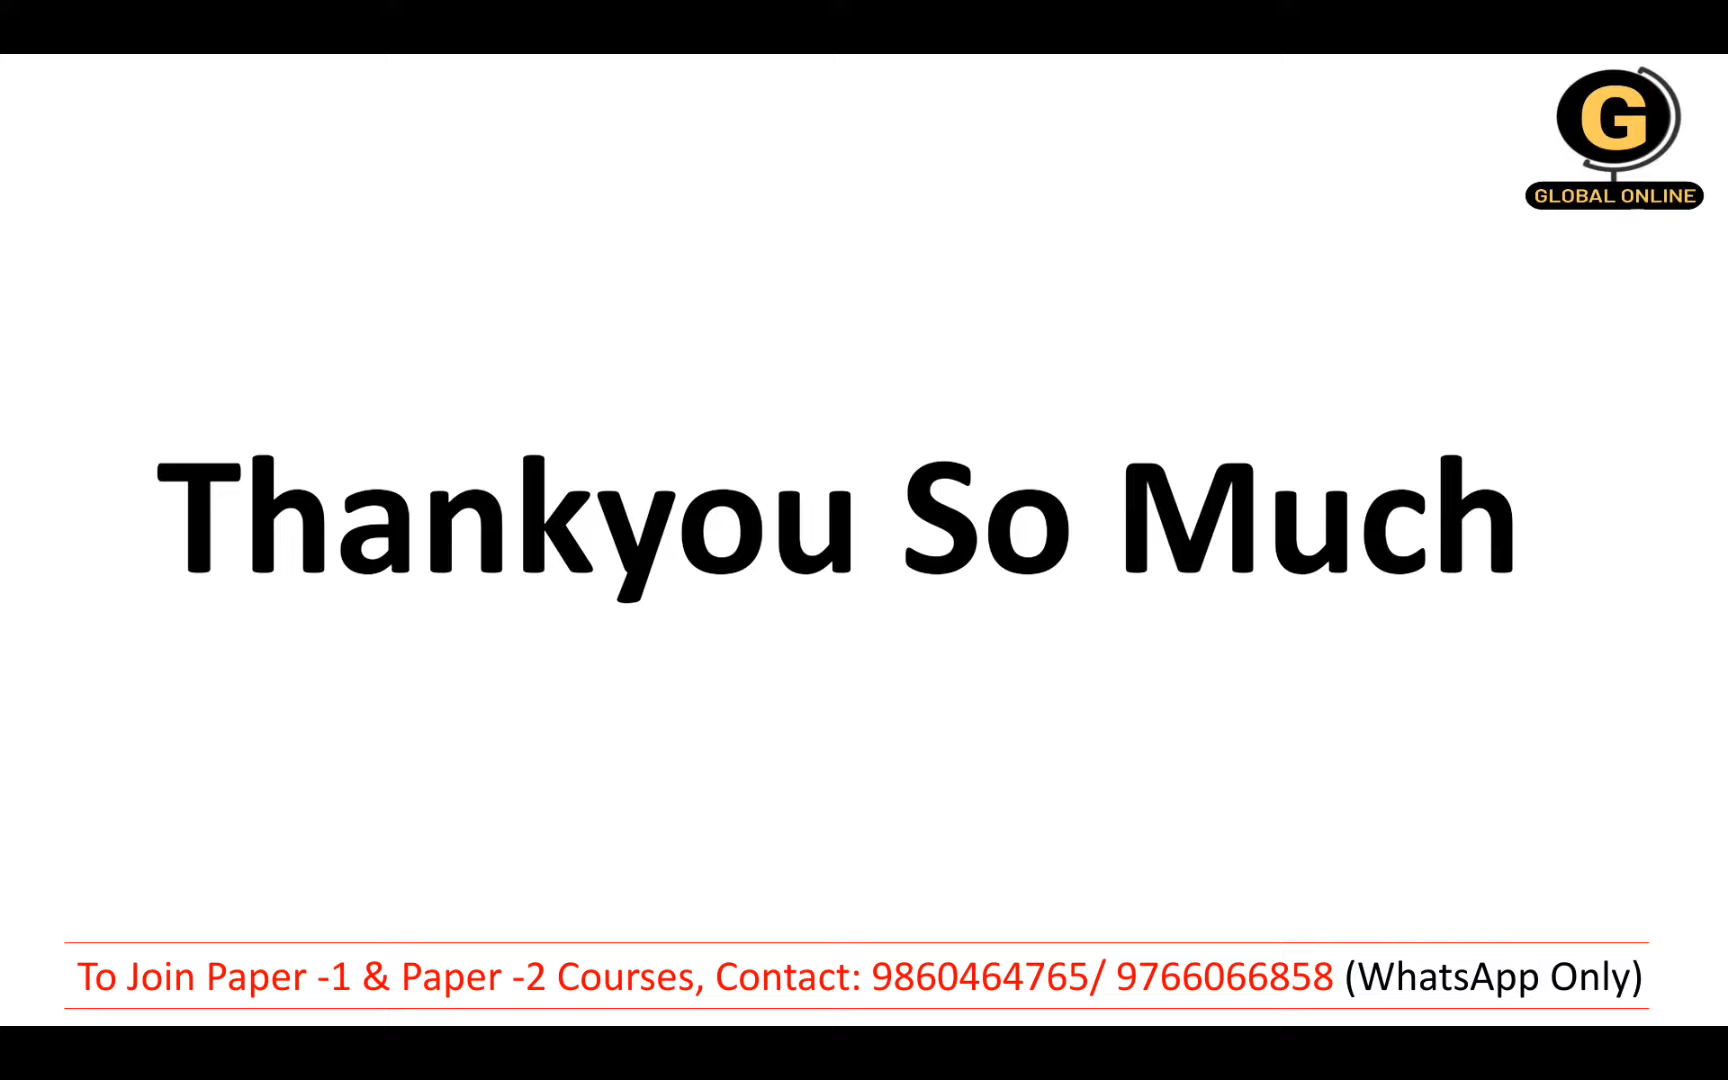 G
GLOBAL ONLINE
Thankyou So Much
To Join Paper -1 & Paper -2 Courses, Contact: 9860464765/ 9766066858 (WhatsApp Only)